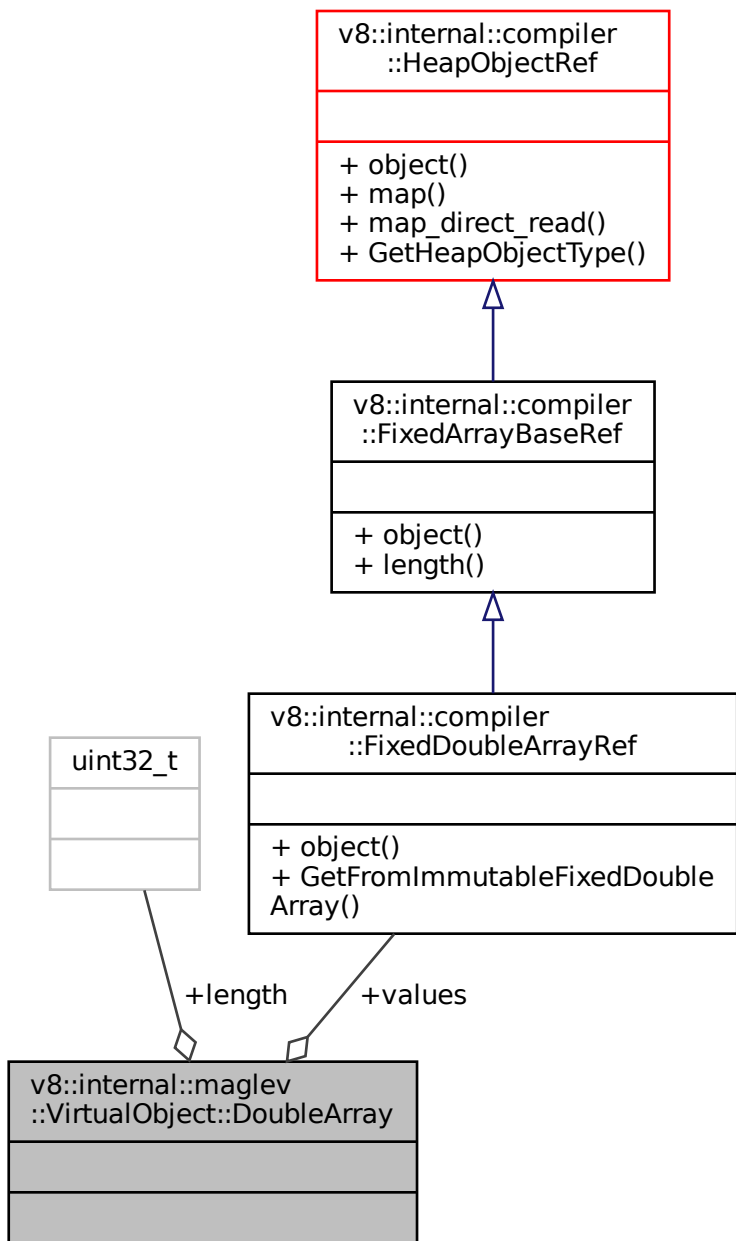 v8::internal::compiler
::HeapObjectRef
+ object()
+ map()
+ map_direct_read()
+ GetHeapObjectType()
v8::internal::compiler
::FixedArrayBaseRef
+ object()
+ length()
v8::internal::compiler
::FixedDoubleArrayRef
+ object()
+ GetFromImmutableFixedDouble
Array()
uint32_t
+length
+values
v8::internal::maglev
::VirtualObject::DoubleArray